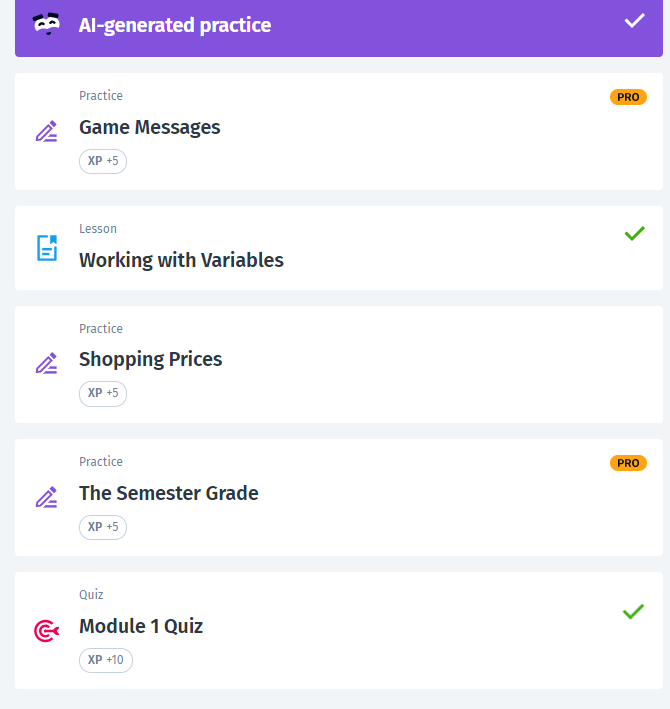 AI-generated practice
Practice
PRO
Game Messages
XP +5
Lesson
Working with Variables
Practice
Shopping Prices
XP +5
Practice
PRO
The Semester Grade
XP +5
Quiz
Module 1 Quiz
XP +10